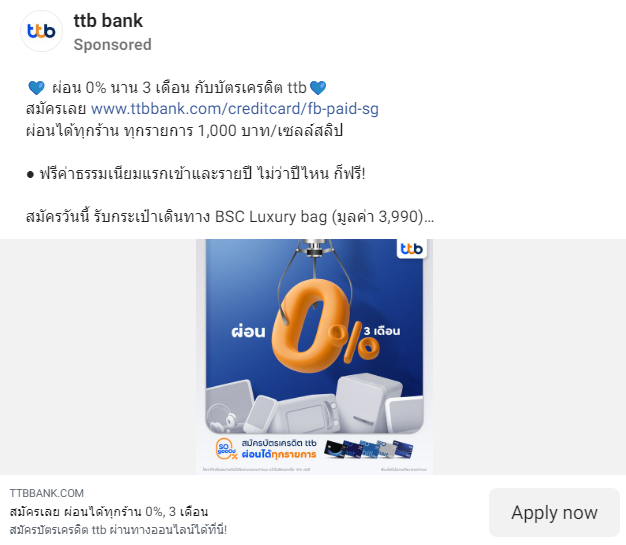 ttb bank
Sponsored
💙 ผ่อน 0% นาน 3 เดือน กับบัตรเครดิต ttb💙
สมัครเลย www.ttbbank.com/creditcard/fb-paid-sg
ผ่อนได้ทุกร้าน ทุกรายการ 1,000 บาท/เซลล์สลิป
● ฟรีค่าธรรมเนียมแรกเข้าและรายปี ไม่ว่าปีไหน ก็ฟรี!
สมัครวันนี้ รับกระเป๋าเดินทาง BSC Luxury bag (มูลค่า 3,990)…
ttb
ผ่อน 0% 3 เดือน
so goood
สมัครบัตรเครดิต ttb
ผ่อนได้ทุกรายการ
TTBBANK.COM
สมัครเลย ผ่อนได้ทุกร้าน 0%, 3 เดือน
สมัครบัตรเครดิต ttb ผ่านทางออนไลน์ได้ที่นี่!
Apply now